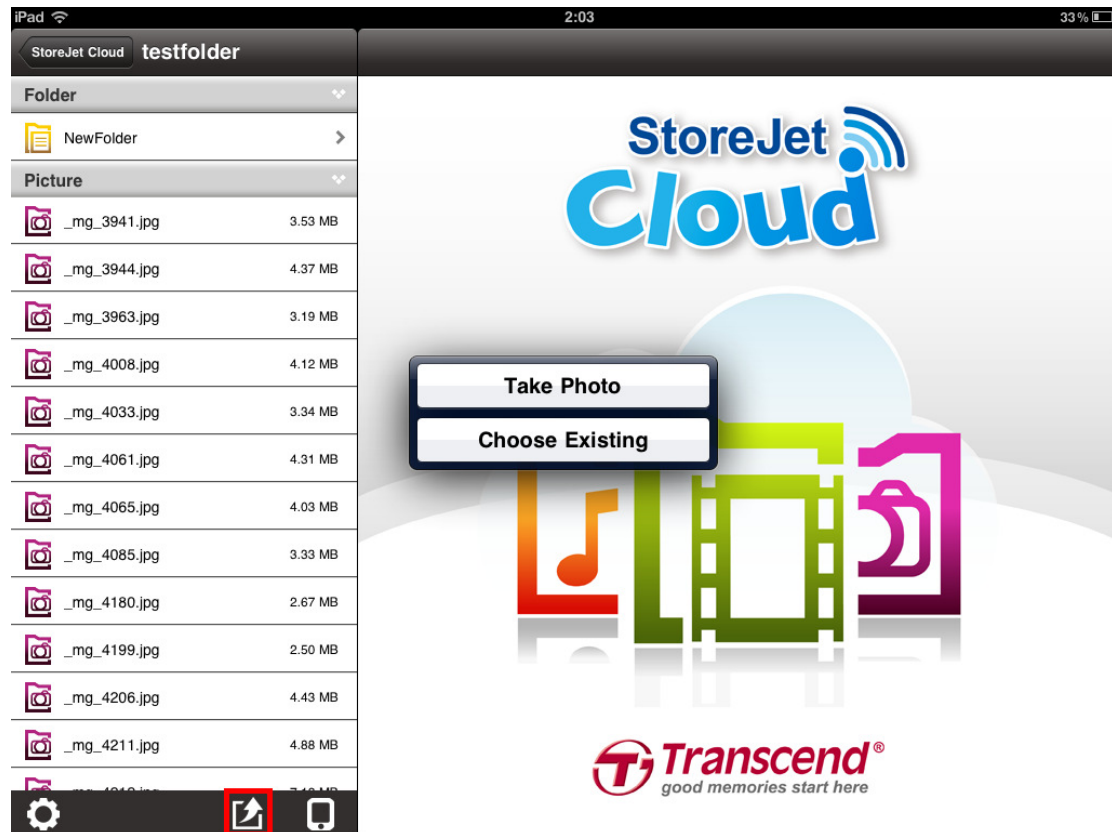 iPad 2:03 33%
StoreJet Cloud testfolder
Folder
NewFolder
Picture
_mg_3941.jpg 3.53 MB
_mg_3944.jpg 4.37 MB
_mg_3963.jpg 3.19 MB
_mg_4008.jpg 4.12 MB
_mg_4033.jpg 3.34 MB
_mg_4061.jpg 4.31 MB
_mg_4065.jpg 4.03 MB
_mg_4085.jpg 3.33 MB
_mg_4180.jpg 2.67 MB
_mg_4199.jpg 2.50 MB
_mg_4206.jpg 4.43 MB
_mg_4211.jpg 4.88 MB
StoreJet
Cloud
Take Photo
Choose Existing
Transcend®
good memories start here